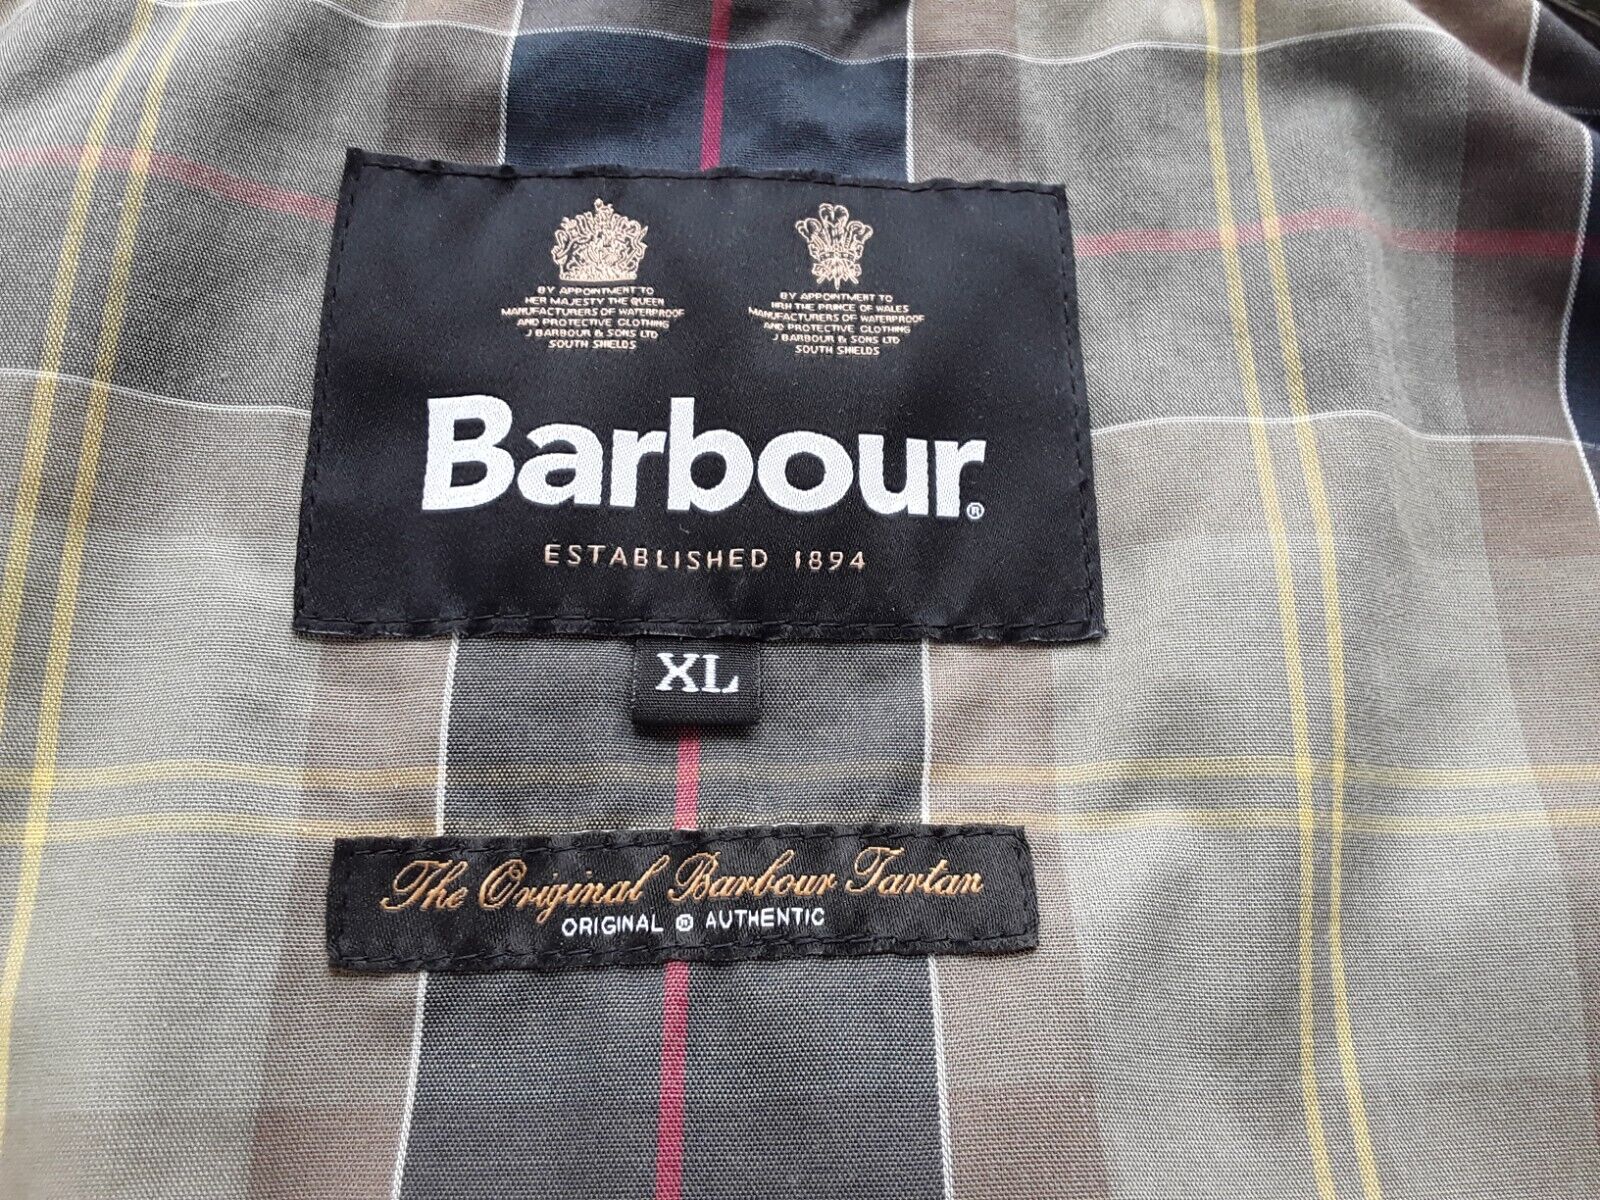 BY APPOINTMENT TO
HER MAJESTY THE QUEEN
MANUFACTURERS OF WATERPROOF
AND PROTECTIVE CLOTHING
J BARBOUR & SONS LTD
SOUTH SHIELDS
BY APPOINTMENT TO
HRH THE PRINCE OF WALES
MANUFACTURERS OF WATERPROOF
AND PROTECTIVE CLOTHING
J BARBOUR & SONS LTD
SOUTH SHIELDS
Barbour®
ESTABLISHED 1894
XL
The Original Barbour Tartan
ORIGINAL ® AUTHENTIC